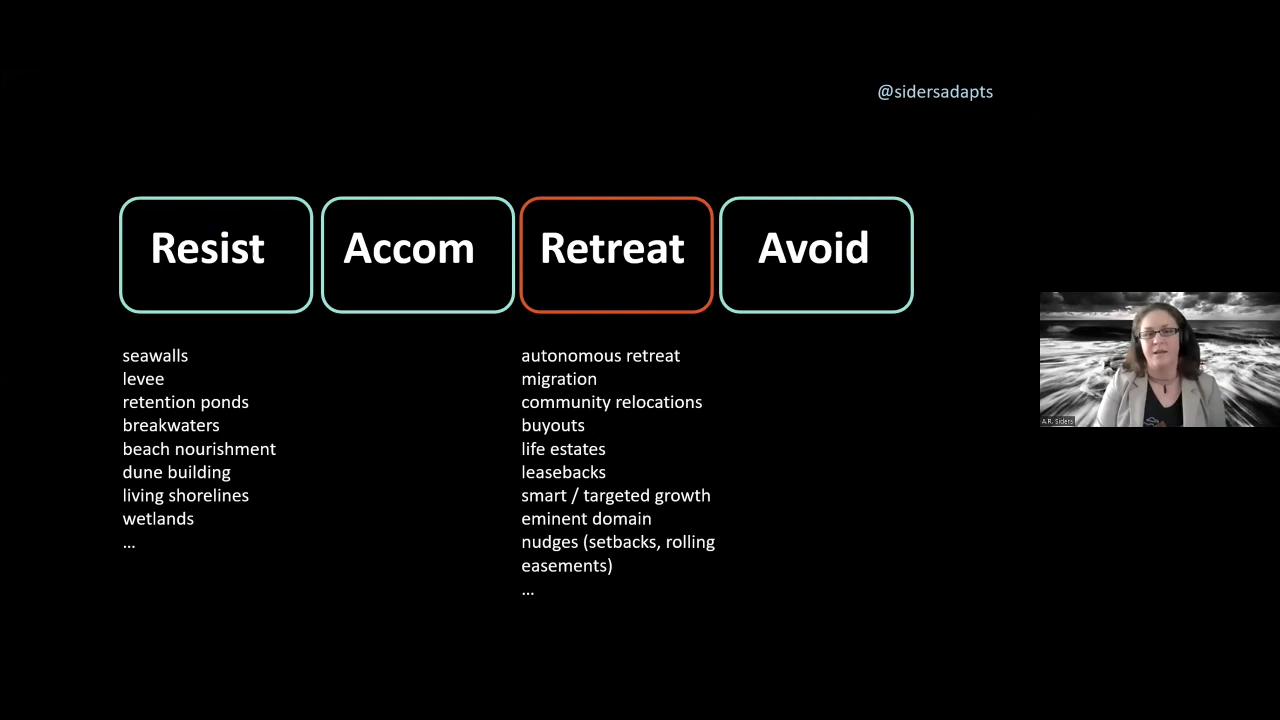 @sidersadapts
Resist
Accom
Retreat
Avoid
seawalls
levee
retention ponds
breakwaters
beach nourishment
dune building
living shorelines
wetlands
...
autonomous retreat
migration
community relocations
buyouts
life estates
leasebacks
smart / targeted growth
eminent domain
nudges (setbacks, rolling
easements)
...
A.R. Siders